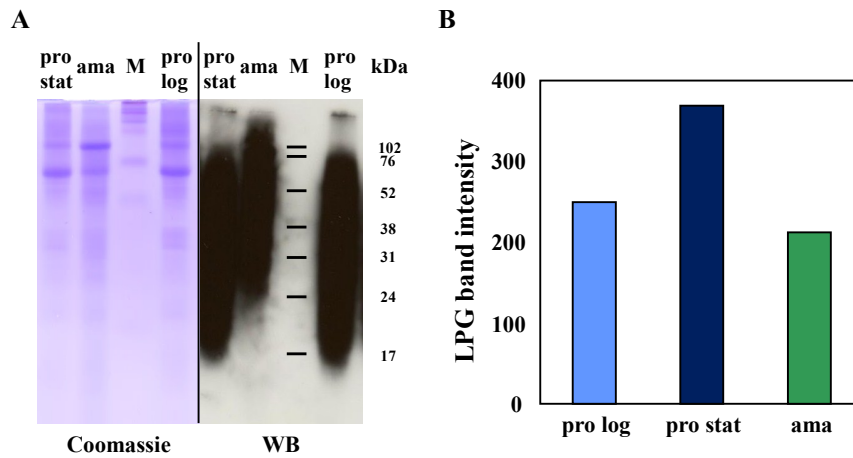 A
pro stat ama M pro log pro stat ama M pro log kDa
102
76
52
38
31
24
17
Coomassie WB
B
LPG band intensity
400
300
200
100
0
pro log pro stat ama